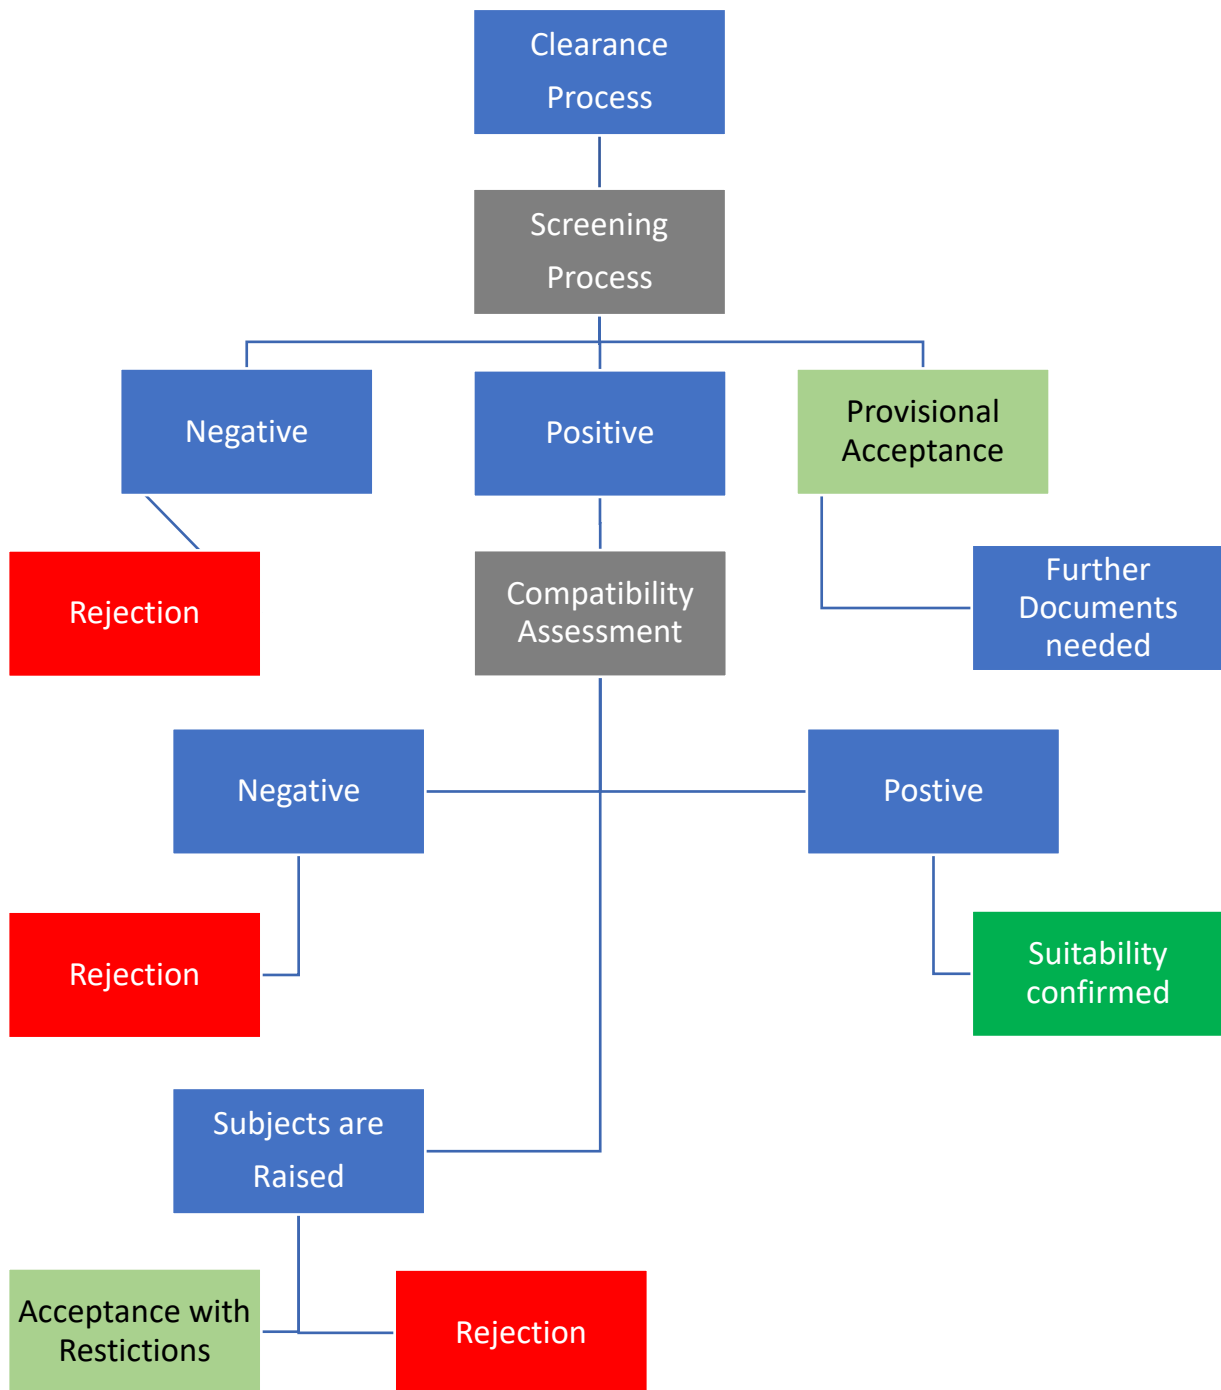 Clearance
Process
Screening
Process
Negative
Positive
Provisional
Acceptance
Rejection
Compatibility
Assessment
Further
Documents
needed
Negative
Postive
Rejection
Suitability
confirmed
Subjects are
Raised
Acceptance with
Restictions
Rejection